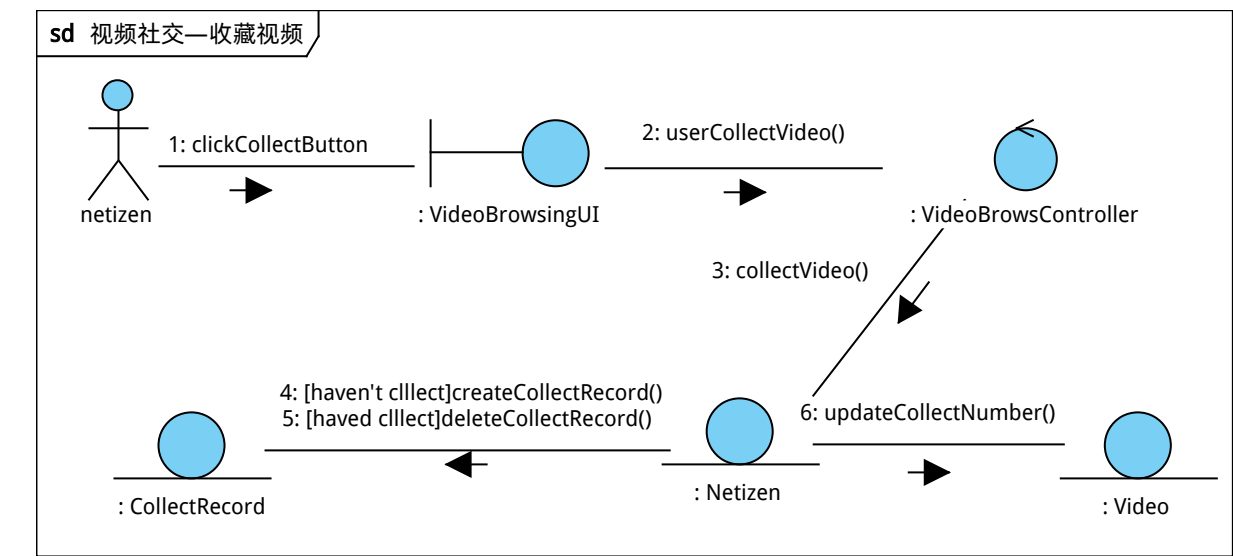 sd 视频社交—收藏视频
1: clickCollectButton
2: userCollectVideo()
netizen
: VideoBrowsingUI
: VideoBrowsController
3: collectVideo()
4: [haven't clllect]createCollectRecord()
5: [haved clllect]deleteCollectRecord()
6: updateCollectNumber()
: CollectRecord
: Netizen
: Video